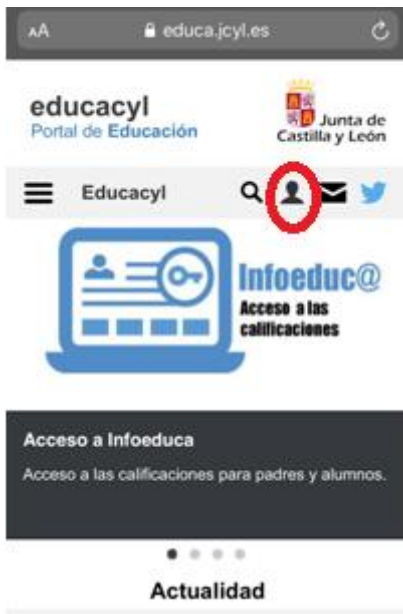 AA educa.jcyl.es
educacyl
Portal de Educación
Junta de
Castilla y León
Educacyl
Infoeduc@
Acceso a las
calificaciones
Acceso a Infoeduca
Acceso a las calificaciones para padres y alumnos.
Actualidad